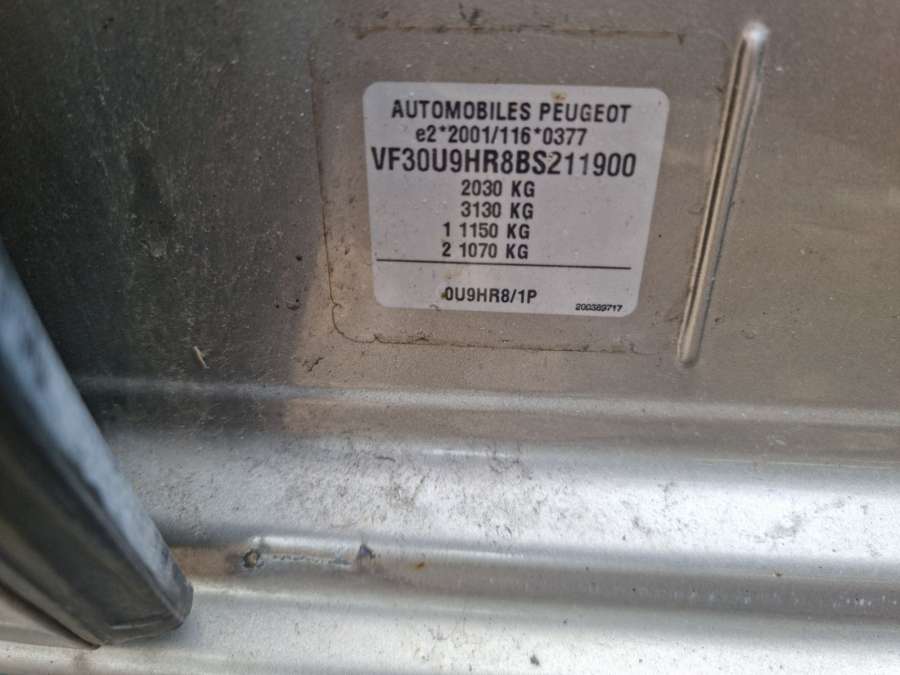 AUTOMOBILES PEUGEOT
e2*2001/116*0377
VF30U9HR8BS211900
2030 KG
3130 KG
1 1150 KG
2 1070 KG
0U9HR8/1P
200389717